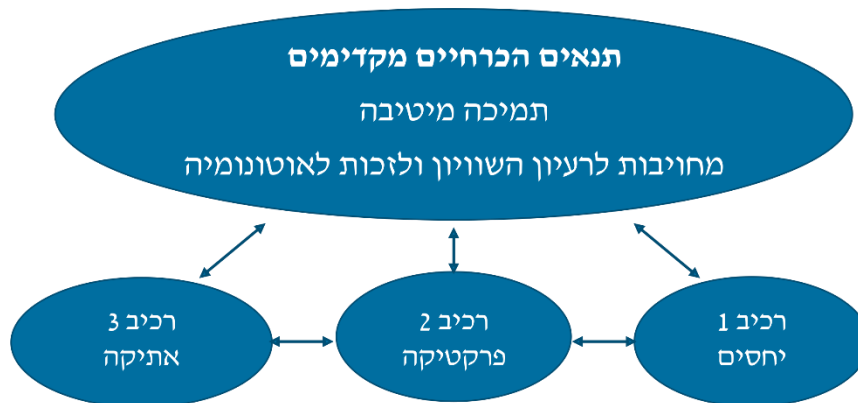 תנאים הכרחיים מקדימים
תמיכה מיטיבה
מחויבות לרעיון השוויון ולזכות לאוטונומיה
רכיב 1
יחסים
רכיב 2
פרקטיקה
רכיב 3
אתיקה